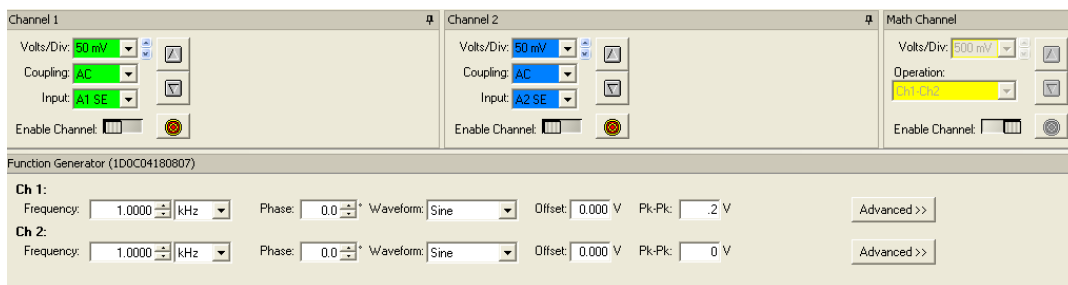 Channel 1
Volts/Div: 50 mV
Coupling: AC
Input: A1 SE
Enable Channel:
Channel 2
Volts/Div: 50 mV
Coupling: AC
Input: A2 SE
Enable Channel:
Math Channel
Volts/Div: 500 mV
Operation:
Ch1-Ch2
Enable Channel:
Function Generator (1D0C04180807)
Ch 1:
Frequency: 1.0000 kHz Phase: 0.0 ° Waveform: Sine Offset: 0.000 V Pk-Pk: .2 V Advanced >>
Ch 2:
Frequency: 1.0000 kHz Phase: 0.0 ° Waveform: Sine Offset: 0.000 V Pk-Pk: 0 V Advanced >>